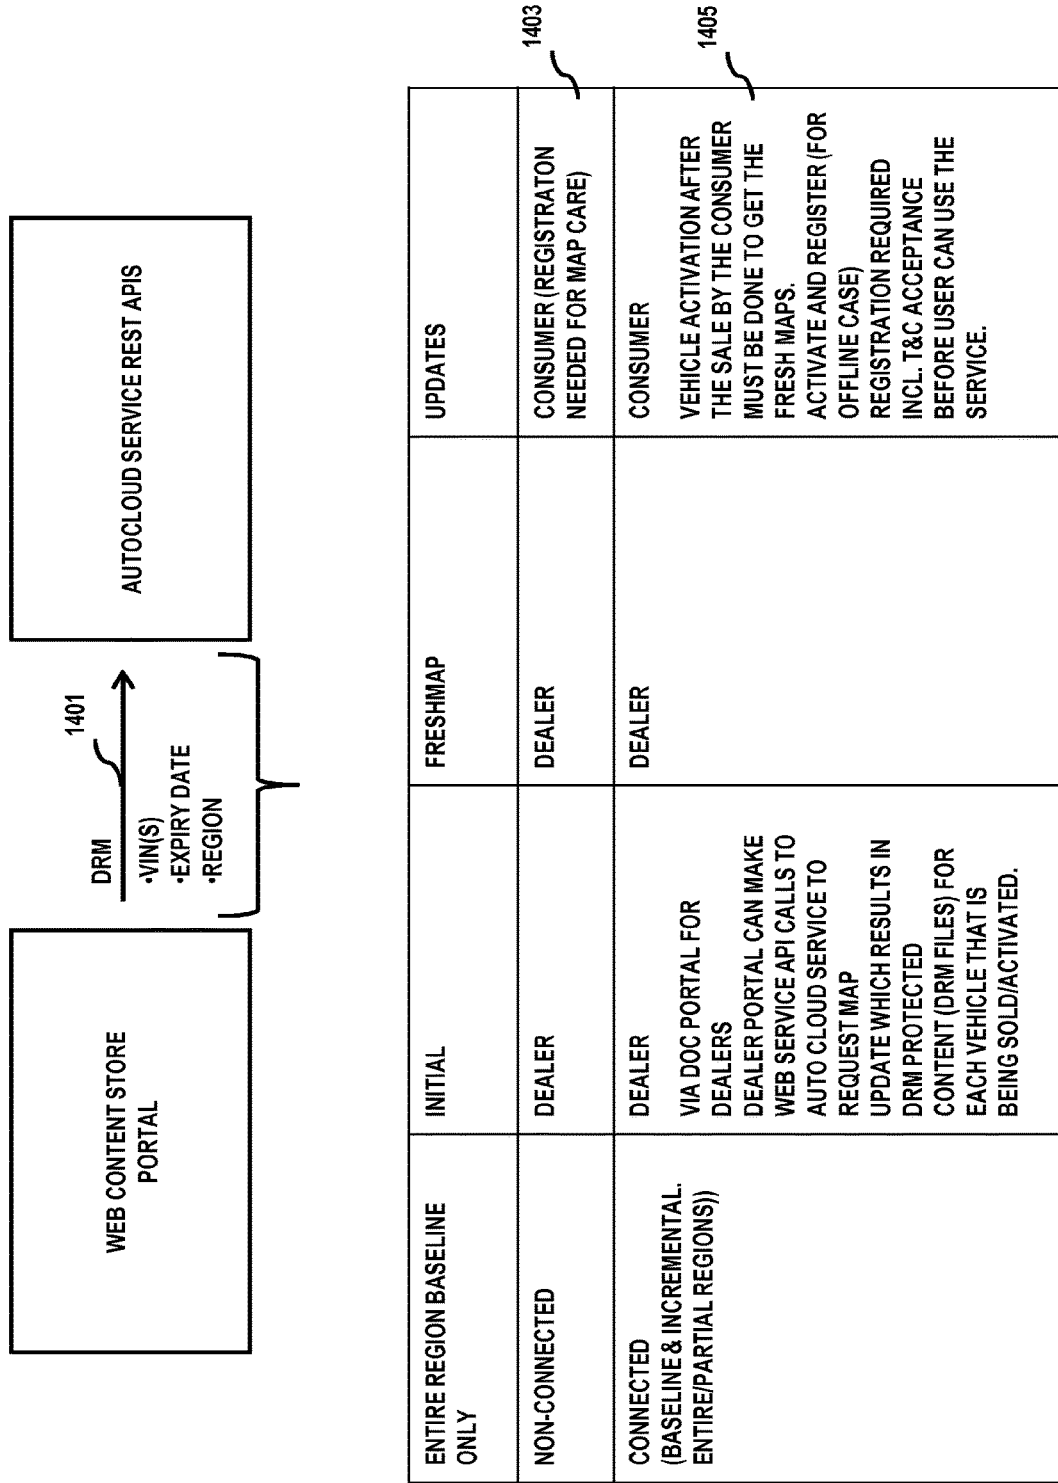 WEB CONTENT STORE
PORTAL
DRM
1401
•VIN(S)
•EXPIRY DATE
•REGION
AUTOCLOUD SERVICE REST APIS
ENTIRE REGION BASELINE
ONLY
INITIAL
FRESHMAP
UPDATES
NON-CONNECTED
DEALER
DEALER
CONSUMER (REGISTRATON
NEEDED FOR MAP CARE)
1403
CONNECTED
(BASELINE & INCREMENTAL.
ENTIRE/PARTIAL REGIONS))
DEALER
VIA DOC PORTAL FOR
DEALERS
DEALER PORTAL CAN MAKE
WEB SERVICE API CALLS TO
AUTO CLOUD SERVICE TO
REQUEST MAP
UPDATE WHICH RESULTS IN
DRM PROTECTED
CONTENT (DRM FILES) FOR
EACH VEHICLE THAT IS
BEING SOLD/ACTIVATED.
DEALER
CONSUMER
VEHICLE ACTIVATION AFTER
THE SALE BY THE CONSUMER
MUST BE DONE TO GET THE
FRESH MAPS.
ACTIVATE AND REGISTER (FOR
OFFLINE CASE)
REGISTRATION REQUIRED
INCL. T&C ACCEPTANCE
BEFORE USER CAN USE THE
SERVICE.
1405